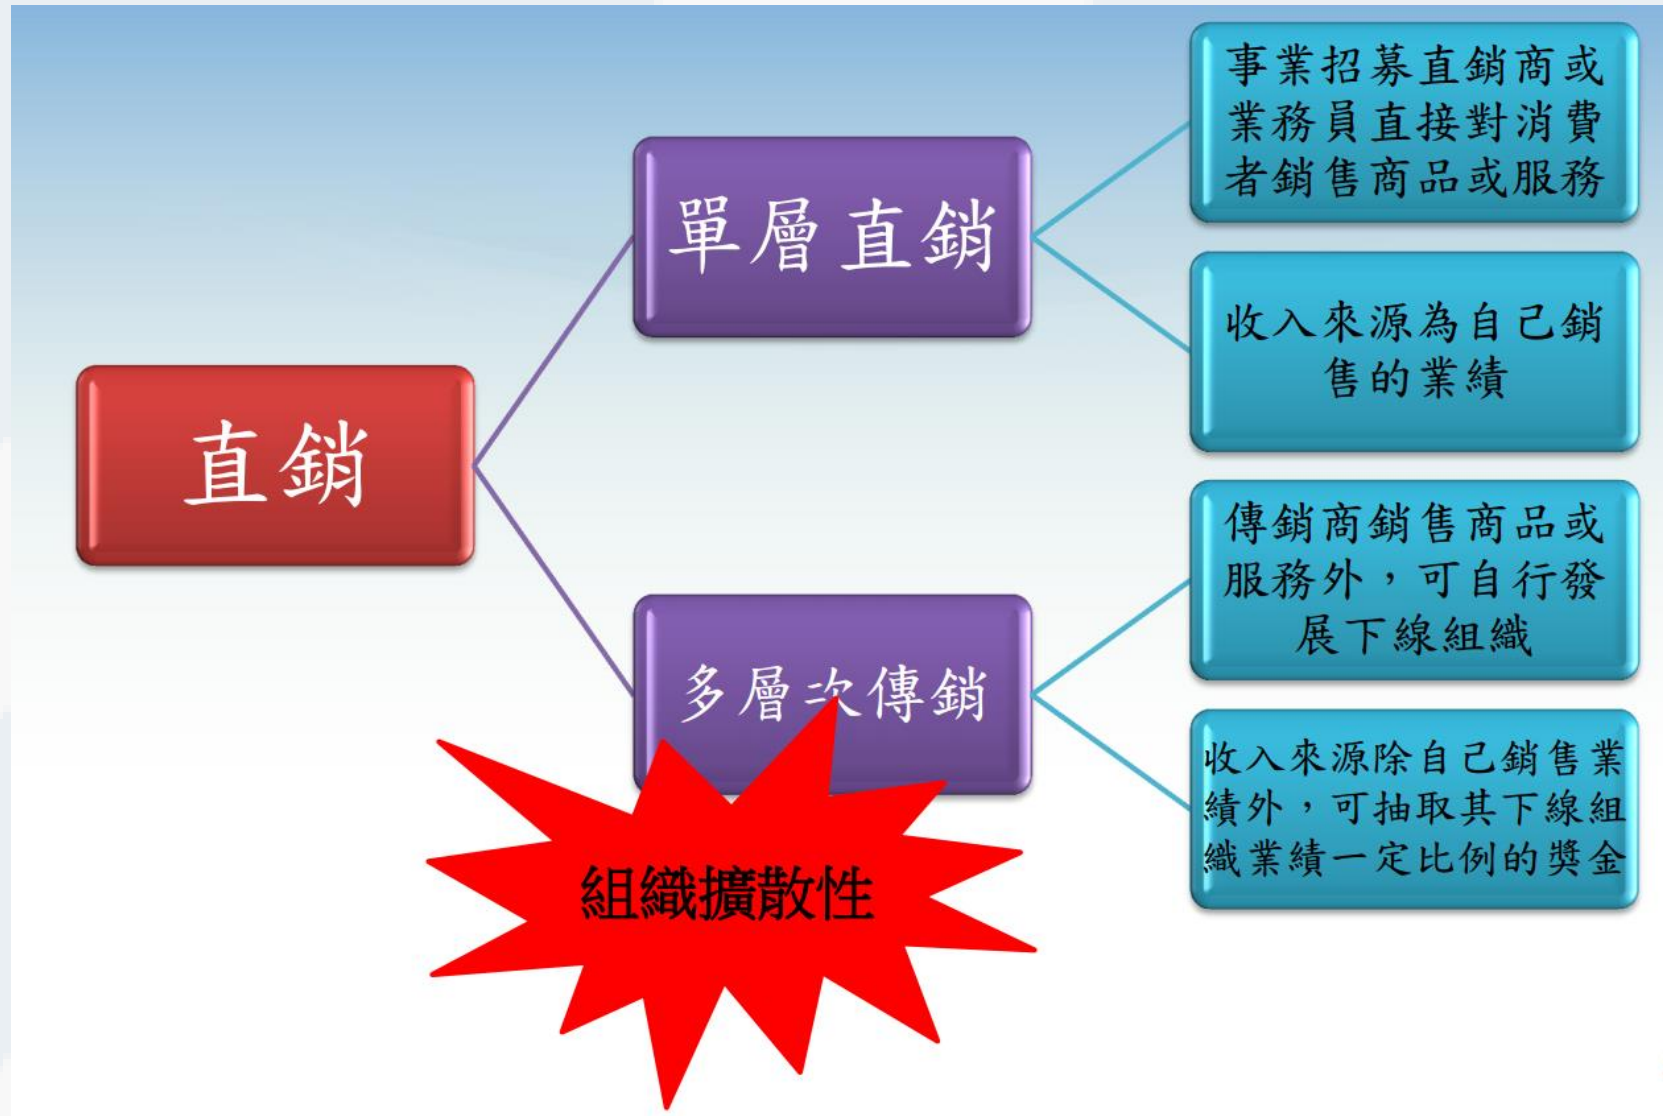 直銷
單層直銷
事業招募直銷商或
業務員直接對消費
者銷售商品或服務
收入來源為自己銷
售的業績
多層次傳銷
傳銷商銷售商品或
服務外，可自行發
展下線組織
收入來源除自己銷售業
績外，可抽取其下線組
織業績一定比例的獎金
組織擴散性